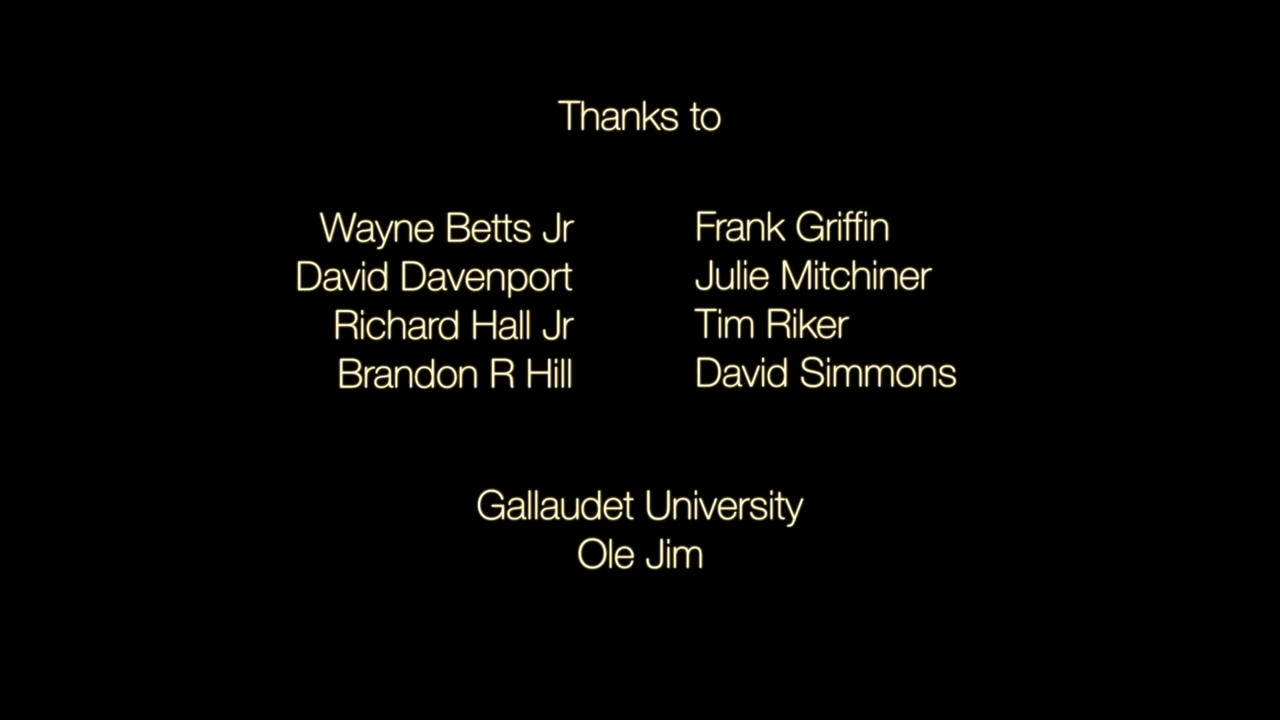 Thanks to
Wayne Betts Jr
David Davenport
Richard Hall Jr
Brandon R Hill
Frank Griffin
Julie Mitchiner
Tim Riker
David Simmons
Gallaudet University
Ole Jim